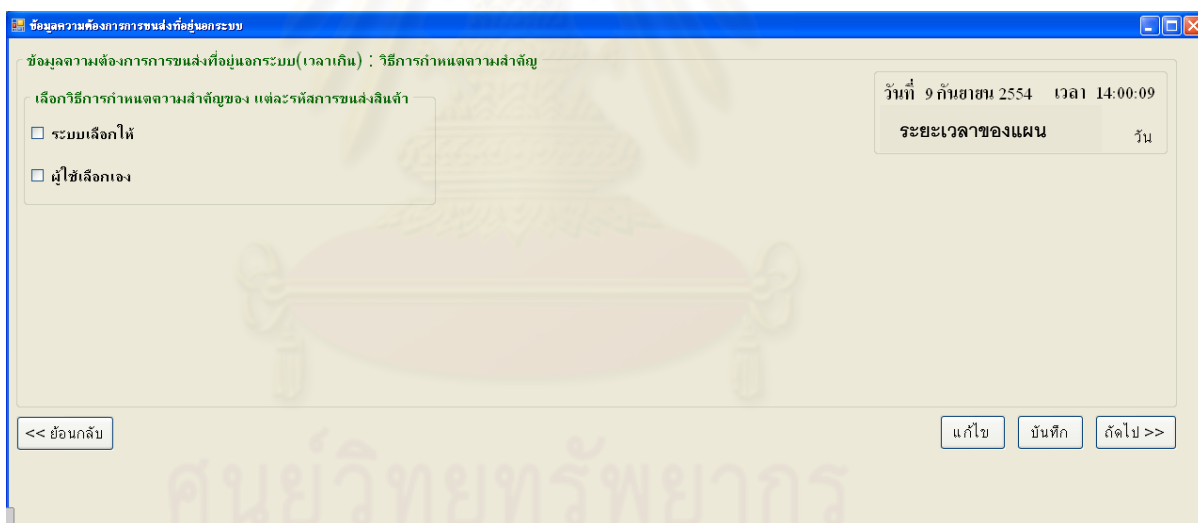 ข้อมูลความต้องการการขนส่งที่อยู่นอกระบบ
ข้อมูลความต้องการการขนส่งที่อยู่นอกระบบ(เวลาเกิน) : วิธีการกำหนดความสำคัญ
เลือกวิธีการกำหนดความสำคัญของ แต่ละรหัสการขนส่งสินค้า
ระบบเลือกให้
ผู้ใช้เลือกเอง
วันที่ 9 กันยายน 2554 เวลา 14:00:09
ระยะเวลาของแผน วัน
<< ย้อนกลับ
แก้ไข
บันทึก
ถัดไป >>
ศูนย์วิทยทรัพยากร